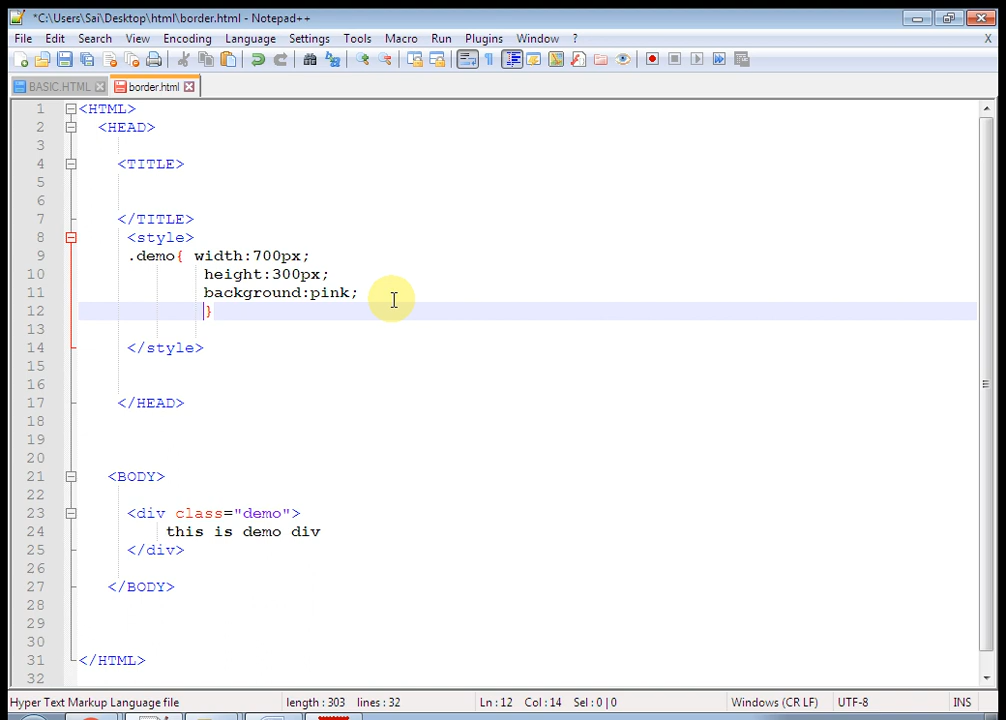 *C:\Users\Sai\Desktop\html\border.html - Notepad++
File Edit Search View Encoding Language Settings Tools Macro Run Plugins Window ? X
BASIC.HTML border.html
1 <HTML>
2 <HEAD>
3
4 <TITLE>
5
6
7 </TITLE>
8 <style>
9 .demo{ width:700px;
10 height:300px;
11 background:pink;
12 }
13
14 </style>
15
16
17 </HEAD>
18
19
20
21 <BODY>
22
23 <div class="demo">
24 this is demo div
25 </div>
26
27 </BODY>
28
29
30
31 </HTML>
32
Hyper Text Markup Language file length : 303 lines : 32 Ln : 12 Col : 14 Sel : 0 | 0 Windows (CR LF) UTF-8 INS